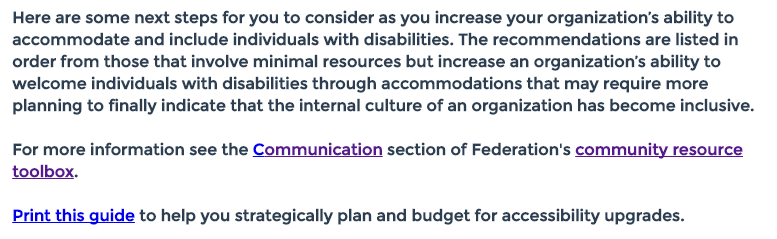 Here are some next steps for you to consider as you increase your organization’s ability to
accommodate and include individuals with disabilities. The recommendations are listed in
order from those that involve minimal resources but increase an organization’s ability to
welcome individuals with disabilities through accommodations that may require more
planning to finally indicate that the internal culture of an organization has become inclusive.
For more information see the Communication section of Federation's community resource
toolbox.
Print this guide to help you strategically plan and budget for accessibility upgrades.